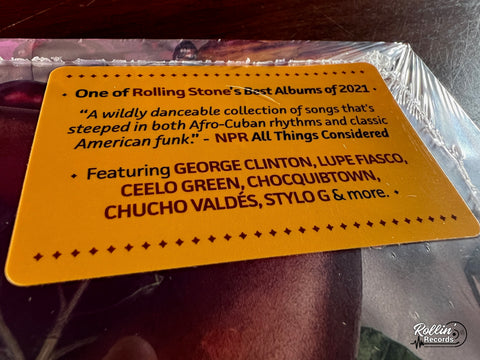 One of Rolling Stone's Best Albums of 2021
"A wildly danceable collection of songs that's
steeped in both Afro-Cuban rhythms and classic
American funk." - NPR All Things Considered
Featuring GEORGE CLINTON, LUPE FIASCO,
CEELO GREEN, CHOCQUIBTOWN,
CHUCHO VALDÉS, STYLO G & more.
Rollin'
Records